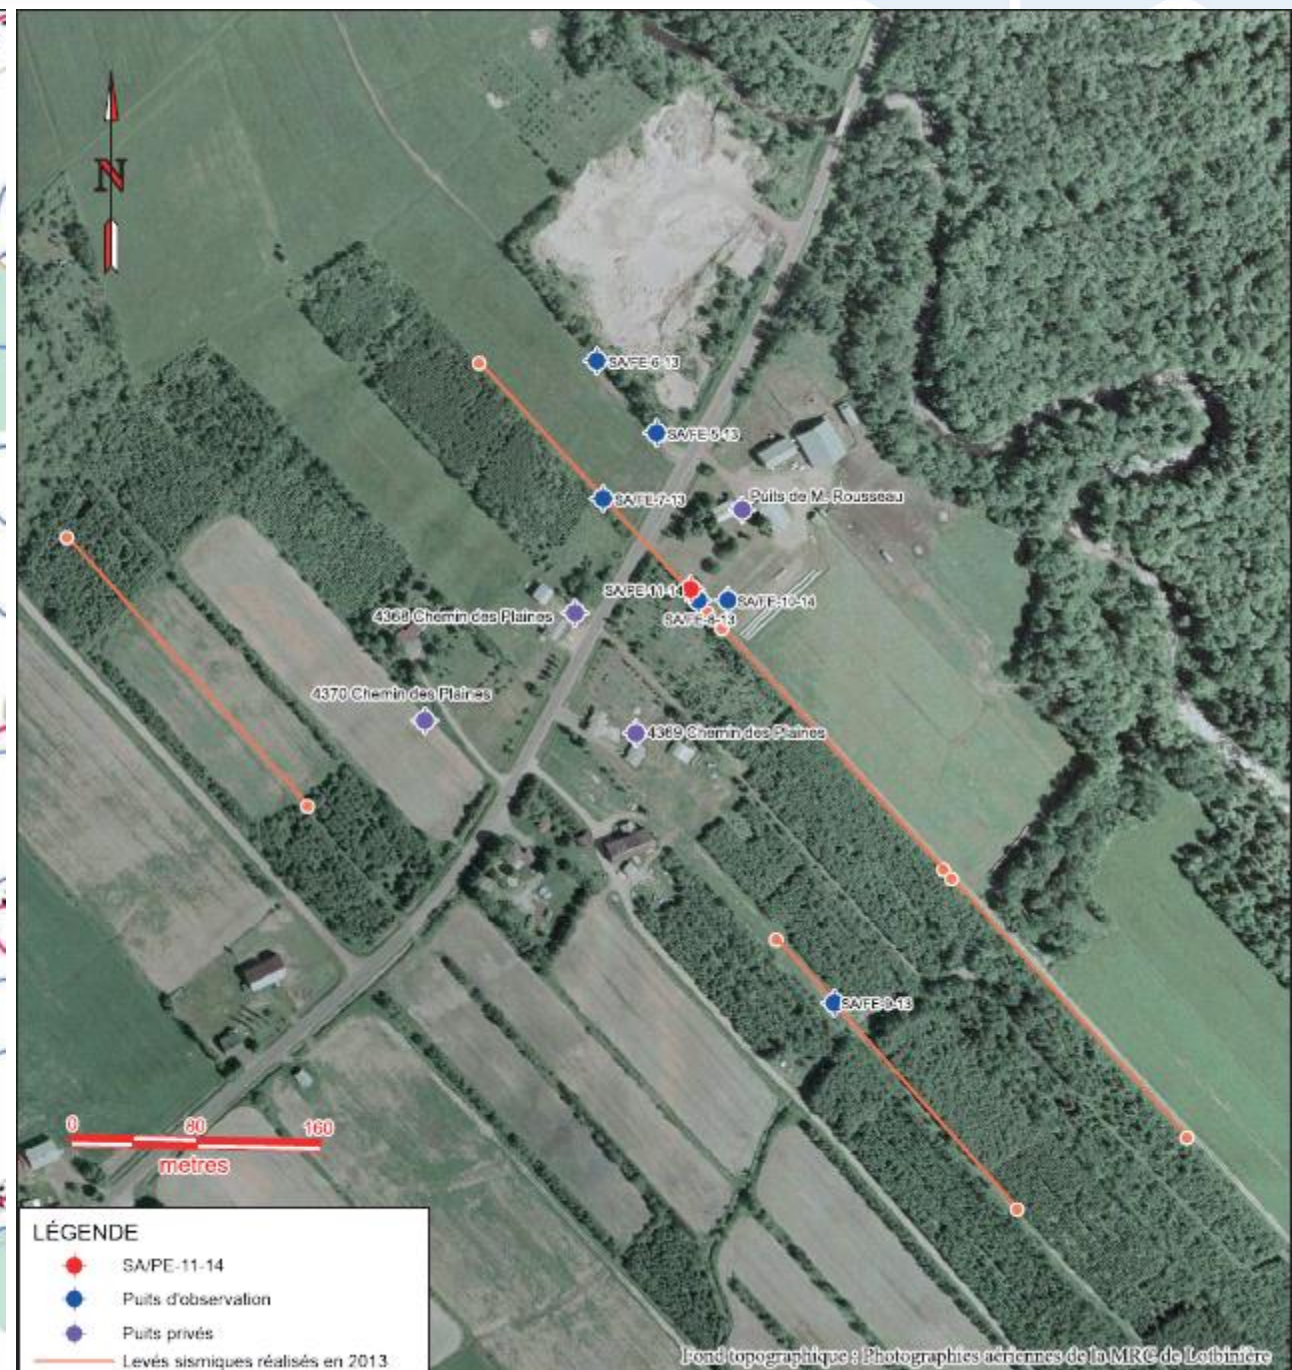 N
SA/FE-6-13
SA/FE-5-13
SA/FE-7-13
Puits de M. Rousseau
SA/PE-11-14
SA/FE-10-14
SA/FE-8-13
4368 Chemin des Plaines
4370 Chemin des Plaines
4369 Chemin des Plaines
SA/FE-9-13
0 80 160
metres
LÉGENDE
SA/PE-11-14
Puits d'observation
Puits privés
Levés sismiques réalisés en 2013
Fond topographique : Photographies aériennes de la MRC de Lotbinière